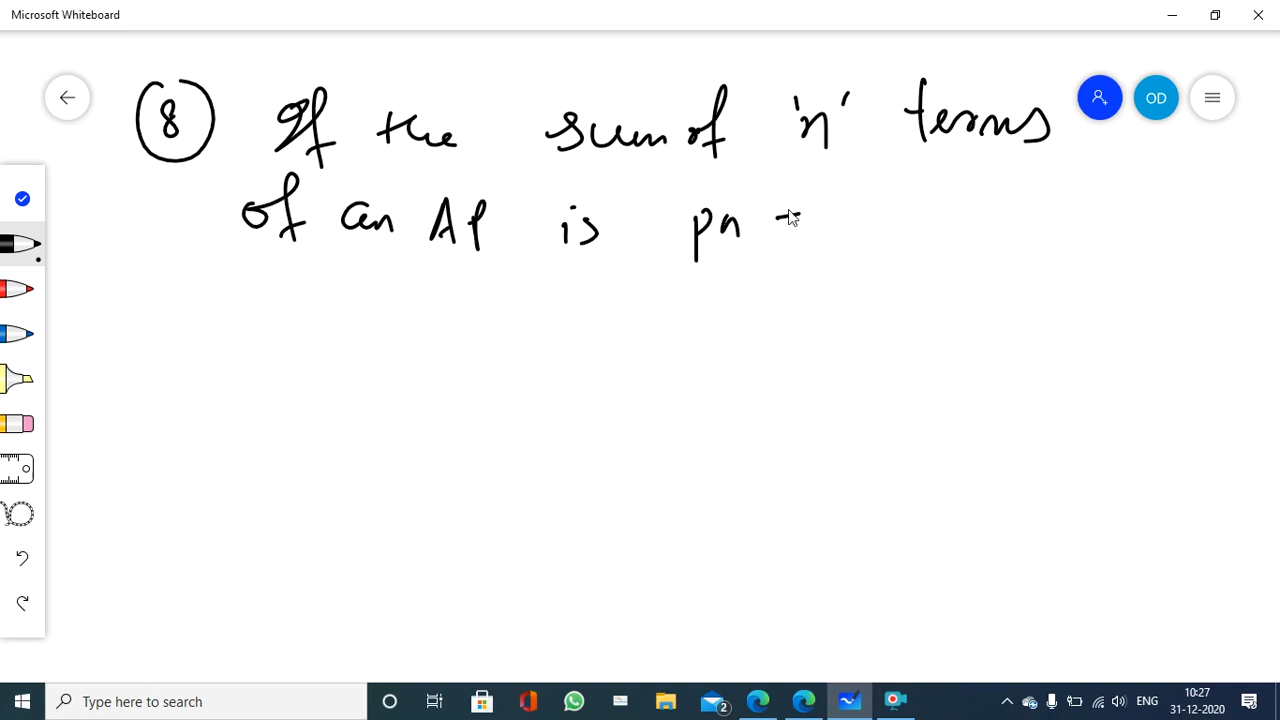 Microsoft Whiteboard
8 If the sum of 'n' terms
OD
of an AP is pn -
Type here to search
2
ENG
10:27
31-12-2020